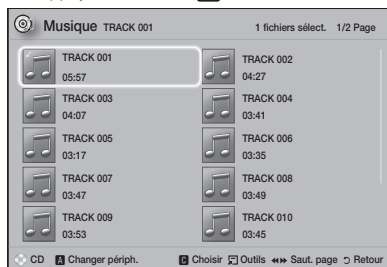 Musique TRACK 001 1 fichiers sélect. 1/2 Page
TRACK 001 TRACK 002
05:57 04:27
TRACK 003 TRACK 004
04:07 03:41
TRACK 005 TRACK 006
03:17 03:35
TRACK 007 TRACK 008
03:47 03:49
TRACK 009 TRACK 010
03:53 03:45
CD A Changer périph. C Choisir Outils Saut. page Retour